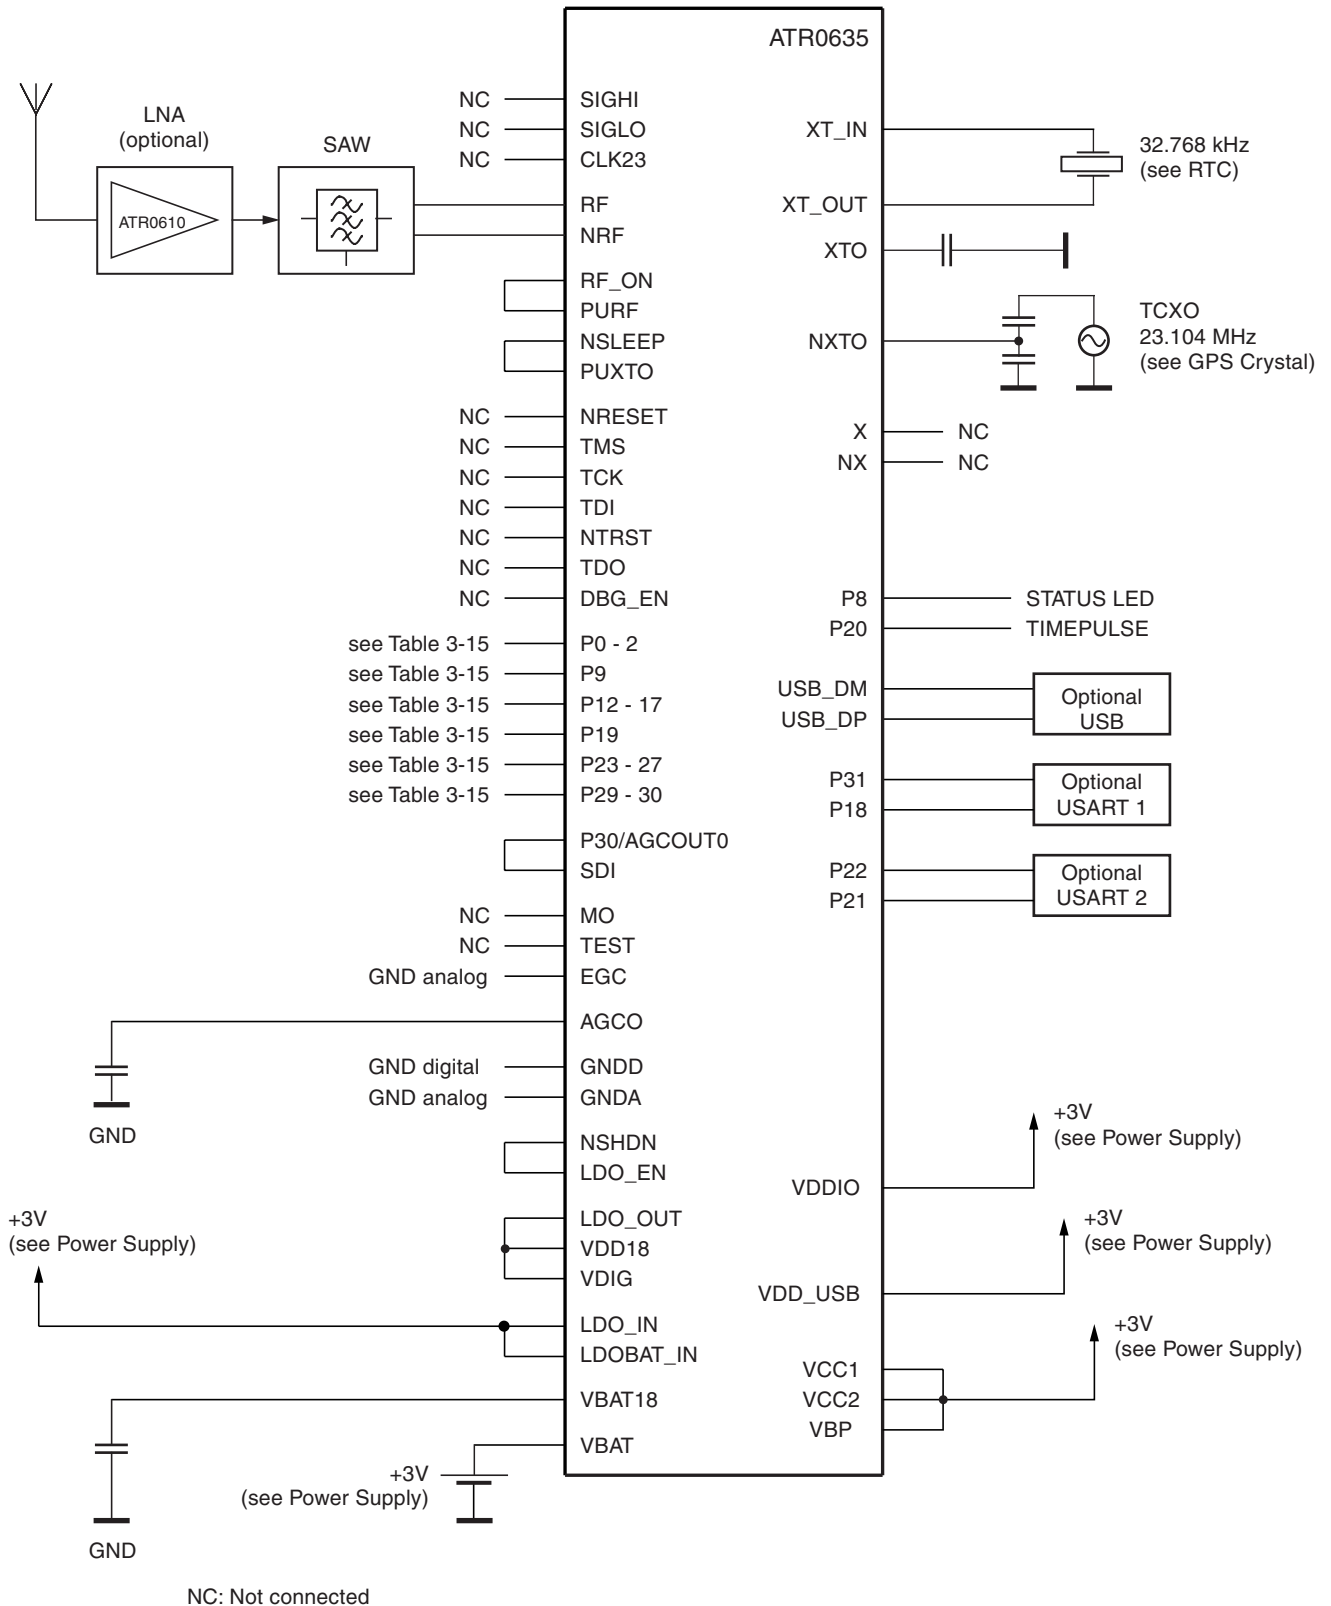 ATR0635
LNA
(optional)
ATR0610
SAW
NC SIGHI
NC SIGLO
NC CLK23
RF
NRF
RF_ON
PURF
NSLEEP
PUXTO
NC NRESET
NC TMS
NC TCK
NC TDI
NC NTRST
NC TDO
NC DBG_EN
see Table 3-15 P0 - 2
see Table 3-15 P9
see Table 3-15 P12 - 17
see Table 3-15 P19
see Table 3-15 P23 - 27
see Table 3-15 P29 - 30
P30/AGCOUT0
SDI
NC MO
NC TEST
GND analog EGC
AGCO
GND
GND digital GNDD
GND analog GNDA
NSHDN
LDO_EN
LDO_OUT
VDD18
VDIG
+3V
(see Power Supply)
LDO_IN
LDOBAT_IN
VBAT18
GND
VBAT
+3V
(see Power Supply)
XT_IN
XT_OUT
32.768 kHz
(see RTC)
XTO
NXTO
TCXO
23.104 MHz
(see GPS Crystal)
X NC
NX NC
P8 STATUS LED
P20 TIMEPULSE
USB_DM
USB_DP
Optional
USB
P31
P18
Optional
USART 1
P22
P21
Optional
USART 2
VDDIO
+3V
(see Power Supply)
VDD_USB
+3V
(see Power Supply)
VCC1
VCC2
VBP
+3V
(see Power Supply)
NC: Not connected